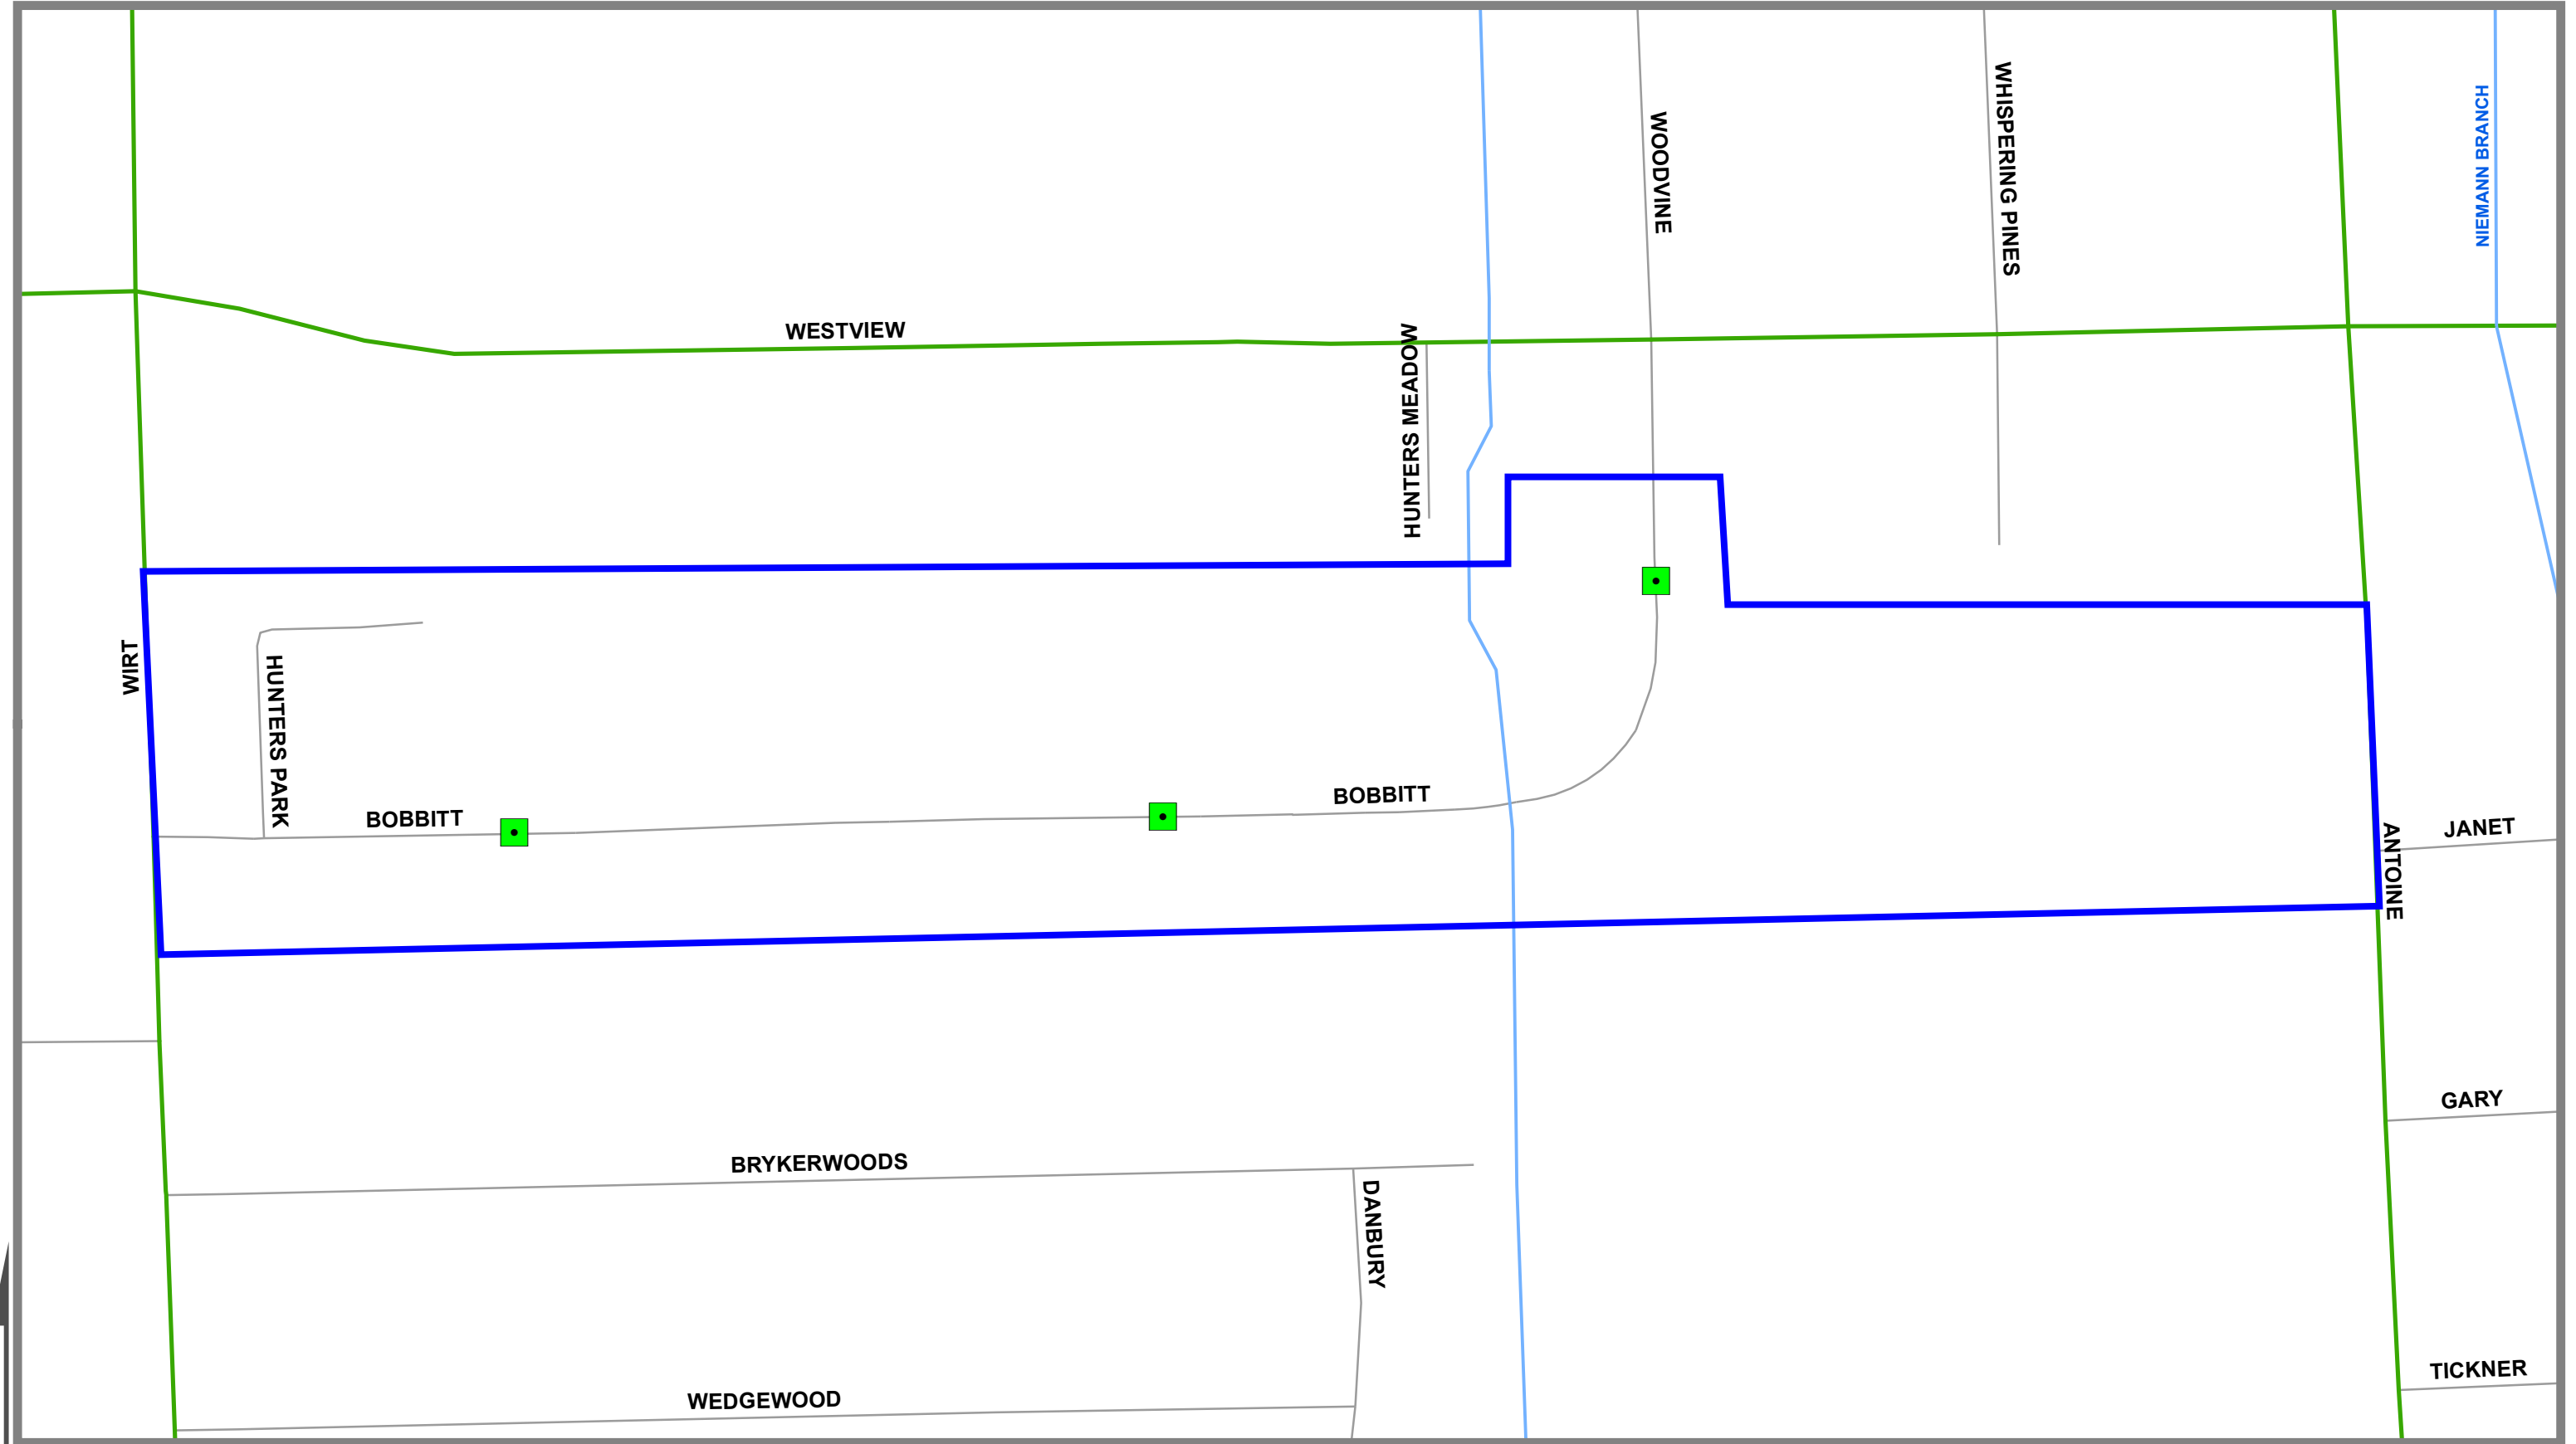 WHISPERING PINES
NIEMANN BRANCH
WOODVINE
WESTVIEW
HUNTERS MEADOW
WIRT
HUNTERS PARK
BOBBITT
BOBBITT
JANET
ANTOINE
GARY
BRYKERWOODS
DANBURY
TICKNER
WEDGEWOOD